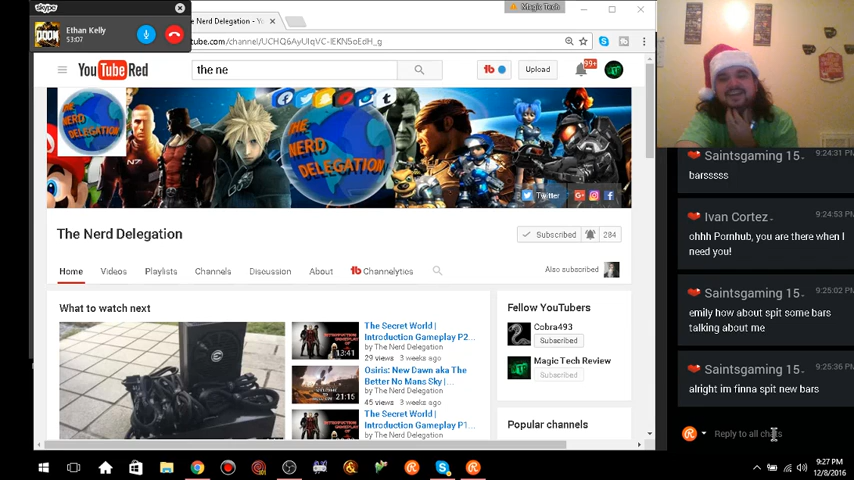 skype
Ethan Kelly
53:07
The Nerd Delegation - Yo
Magic Tech
tube.com/channel/UCHQ6AyUIqVC-IEKN5oEdH_g
YouTube Red
the ne
Upload
99+
THE NERD DELEGATION
THE NERD DELEGATION
Twitter
The Nerd Delegation
Subscribed
284
Home
Videos
Playlists
Channels
Discussion
About
Channelytics
Also subscribed
What to watch next
The Secret World |
Introduction Gameplay P2...
by The Nerd Delegation
29 views 3 weeks ago
13:41
Osiris: New Dawn aka The
Better No Mans Sky |...
by The Nerd Delegation
45 views 3 weeks ago
21:15
The Secret World |
Introduction Gameplay P1...
by The Nerd Delegation
Fellow YouTubers
Cobra493
Subscribed
Magic Tech Review
Subscribed
Popular channels
Saintsgaming 15
9:24:31 PM
barsssss
Ivan Cortez
9:24:53 PM
ohhh Pornhub, you are there when I
need you!
Saintsgaming 15
9:25:02 PM
emily how about spit some bars
talking about me
Saintsgaming 15
9:25:36 PM
alright im finna spit new bars
Reply to all chats
9:27 PM
12/8/2016